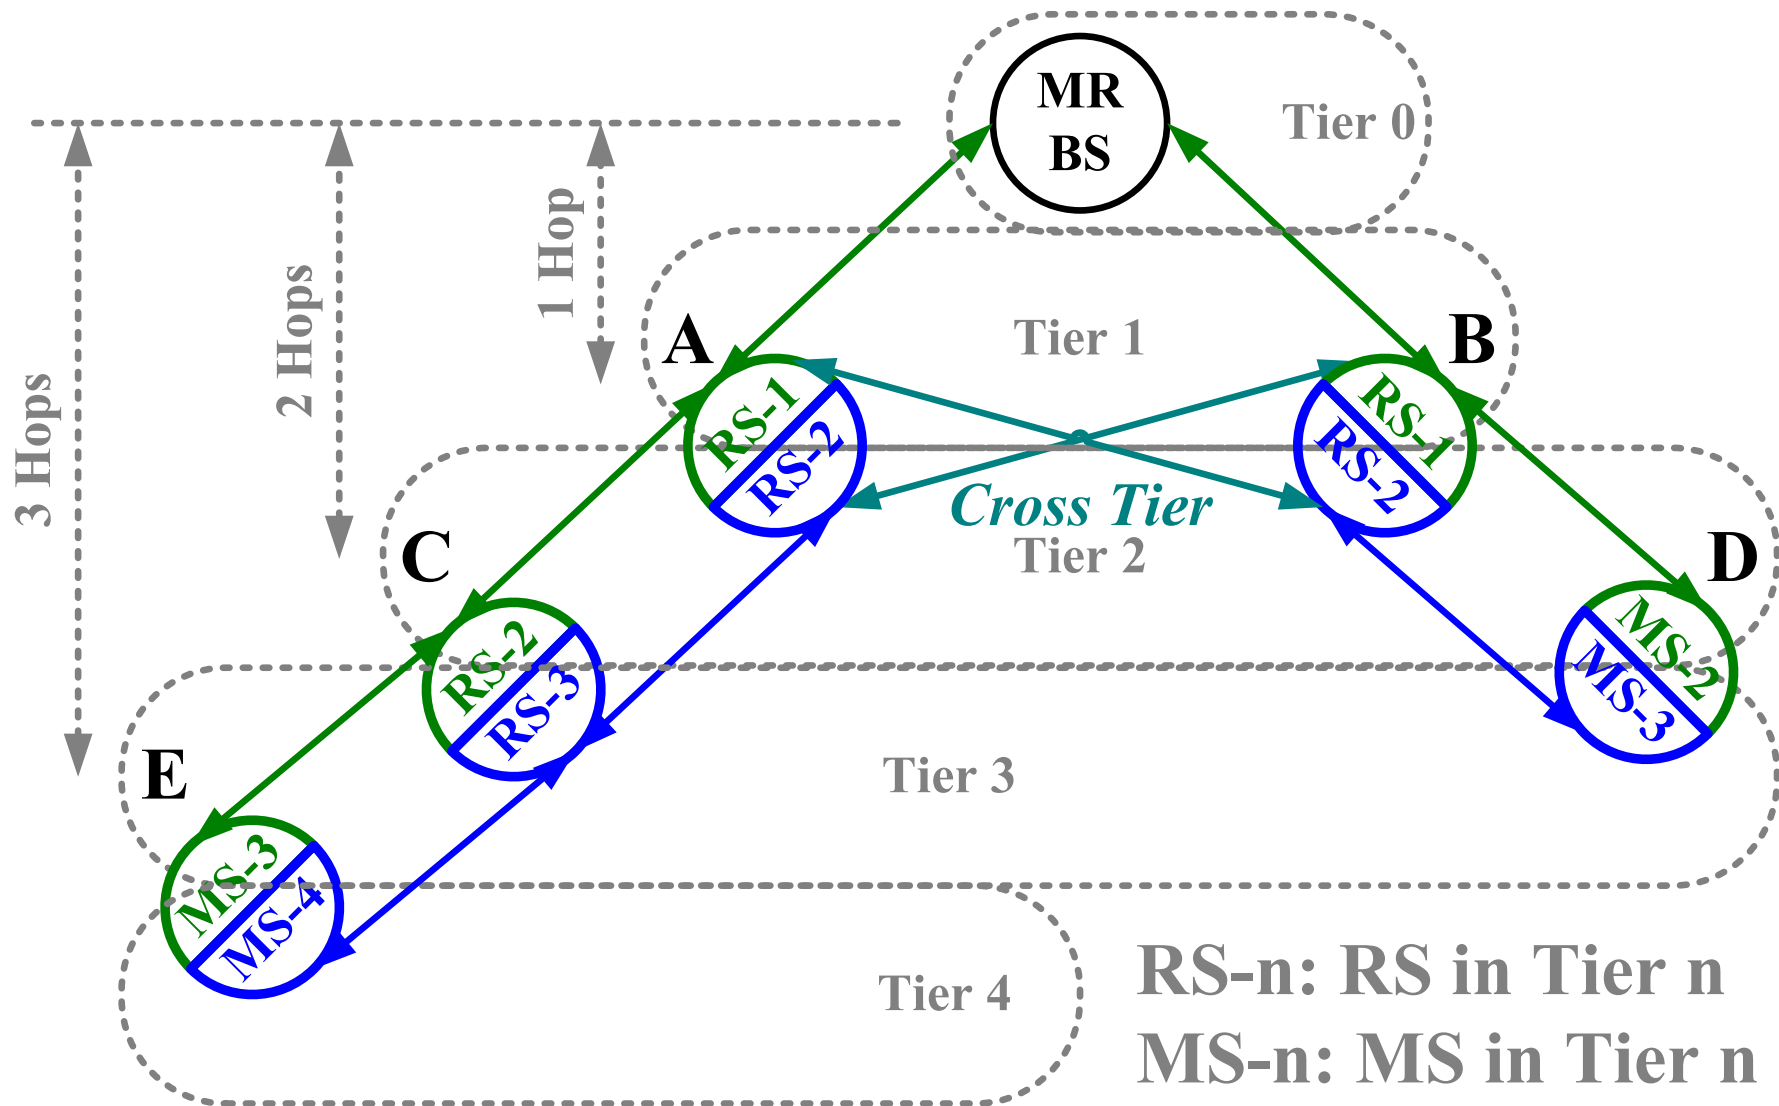 MR
BS
Tier 0
1 Hop
2 Hops
3 Hops
A
Tier 1
B
RS-1
RS-2
RS-1
RS-2
Cross Tier
Tier 2
C
D
RS-2
RS-3
MS-2
MS-3
E
Tier 3
MS-3
MS-4
Tier 4
RS-n: RS in Tier n
MS-n: MS in Tier n